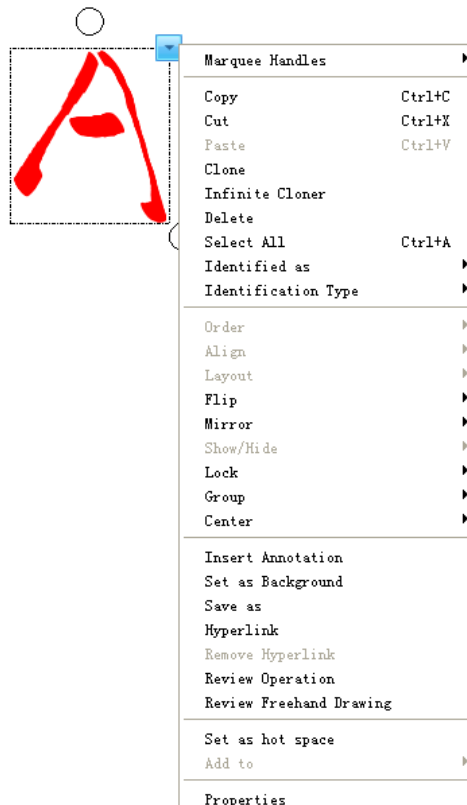 A
Marquee Handles
Copy Ctrl+C
Cut Ctrl+X
Paste Ctrl+V
Clone
Infinite Cloner
Delete
Select All Ctrl+A
Identified as
Identification Type
Order
Align
Layout
Flip
Mirror
Show/Hide
Lock
Group
Center
Insert Annotation
Set as Background
Save as
Hyperlink
Remove Hyperlink
Review Operation
Review Freehand Drawing
Set as hot space
Add to
Properties